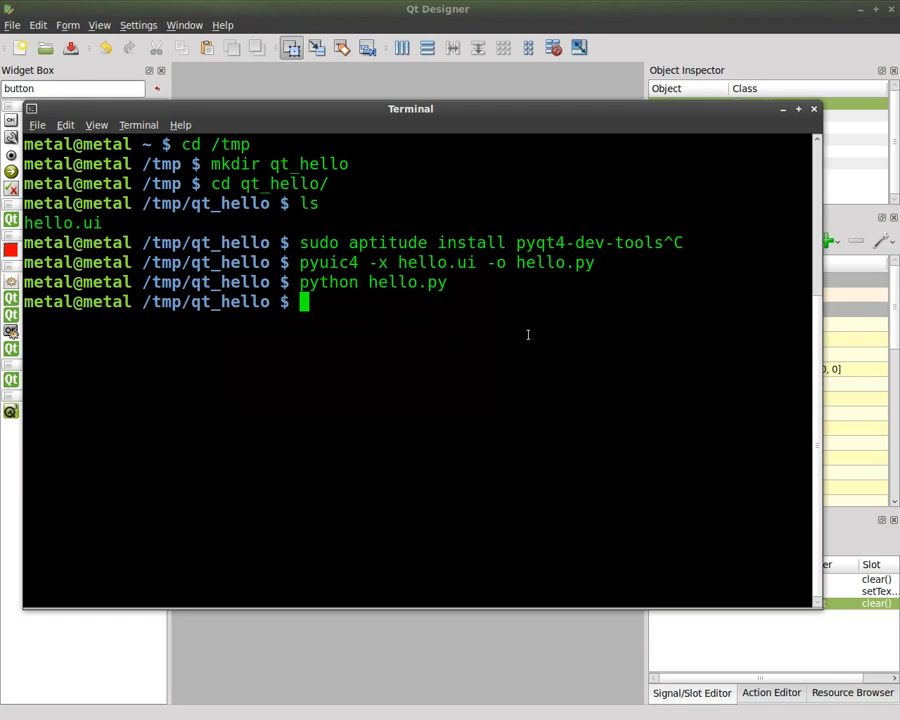 Qt Designer
File Edit Form View Settings Window Help
Widget Box
button
Object Inspector
Object Class
Terminal
File Edit View Terminal Help
metal@metal ~ $ cd /tmp
metal@metal /tmp $ mkdir qt_hello
metal@metal /tmp $ cd qt_hello/
metal@metal /tmp/qt_hello $ ls
hello.ui
metal@metal /tmp/qt_hello $ sudo aptitude install pyqt4-dev-tools^C
metal@metal /tmp/qt_hello $ pyuic4 -x hello.ui -o hello.py
metal@metal /tmp/qt_hello $ python hello.py
metal@metal /tmp/qt_hello $
0, 0]
er Slot
clear()
setTex...
clear()
Signal/Slot Editor Action Editor Resource Browser